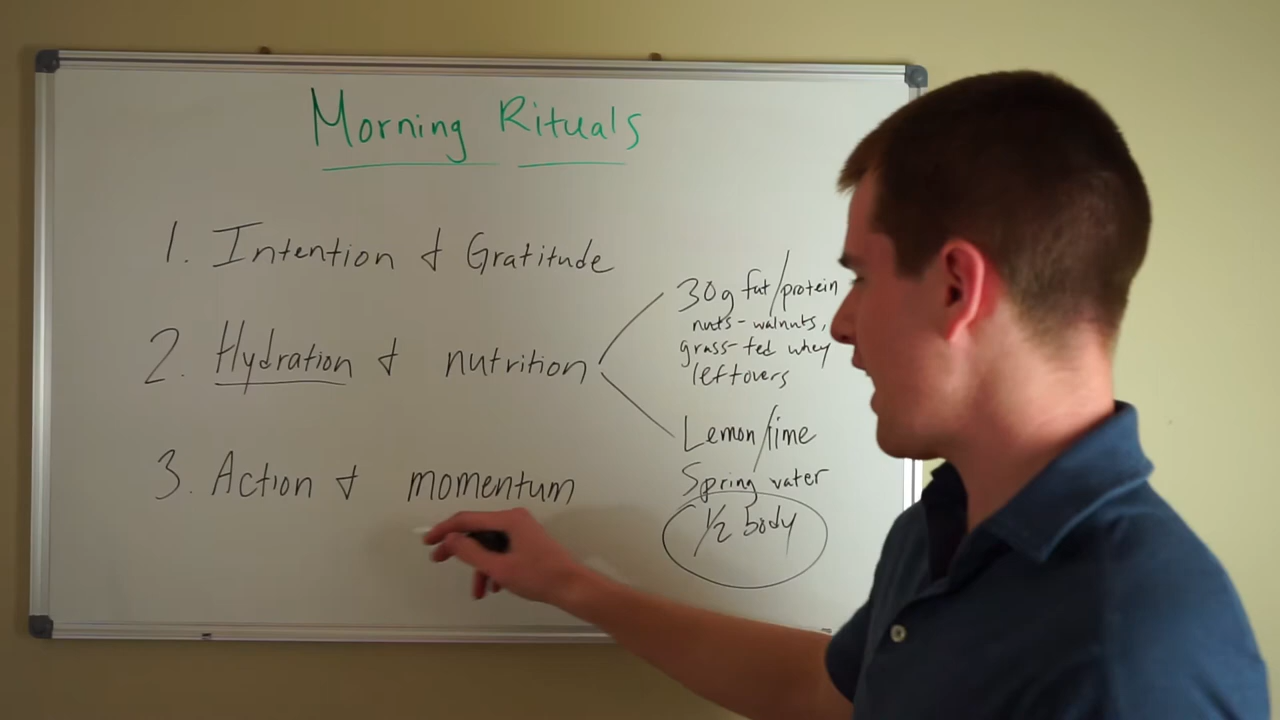 Morning Rituals
1. Intention & Gratitude
2. Hydration & nutrition
30g fat/protein
nuts - walnuts,
grass-fed whey
leftovers
Lemon/lime
Spring water
1/2 body
3. Action & momentum